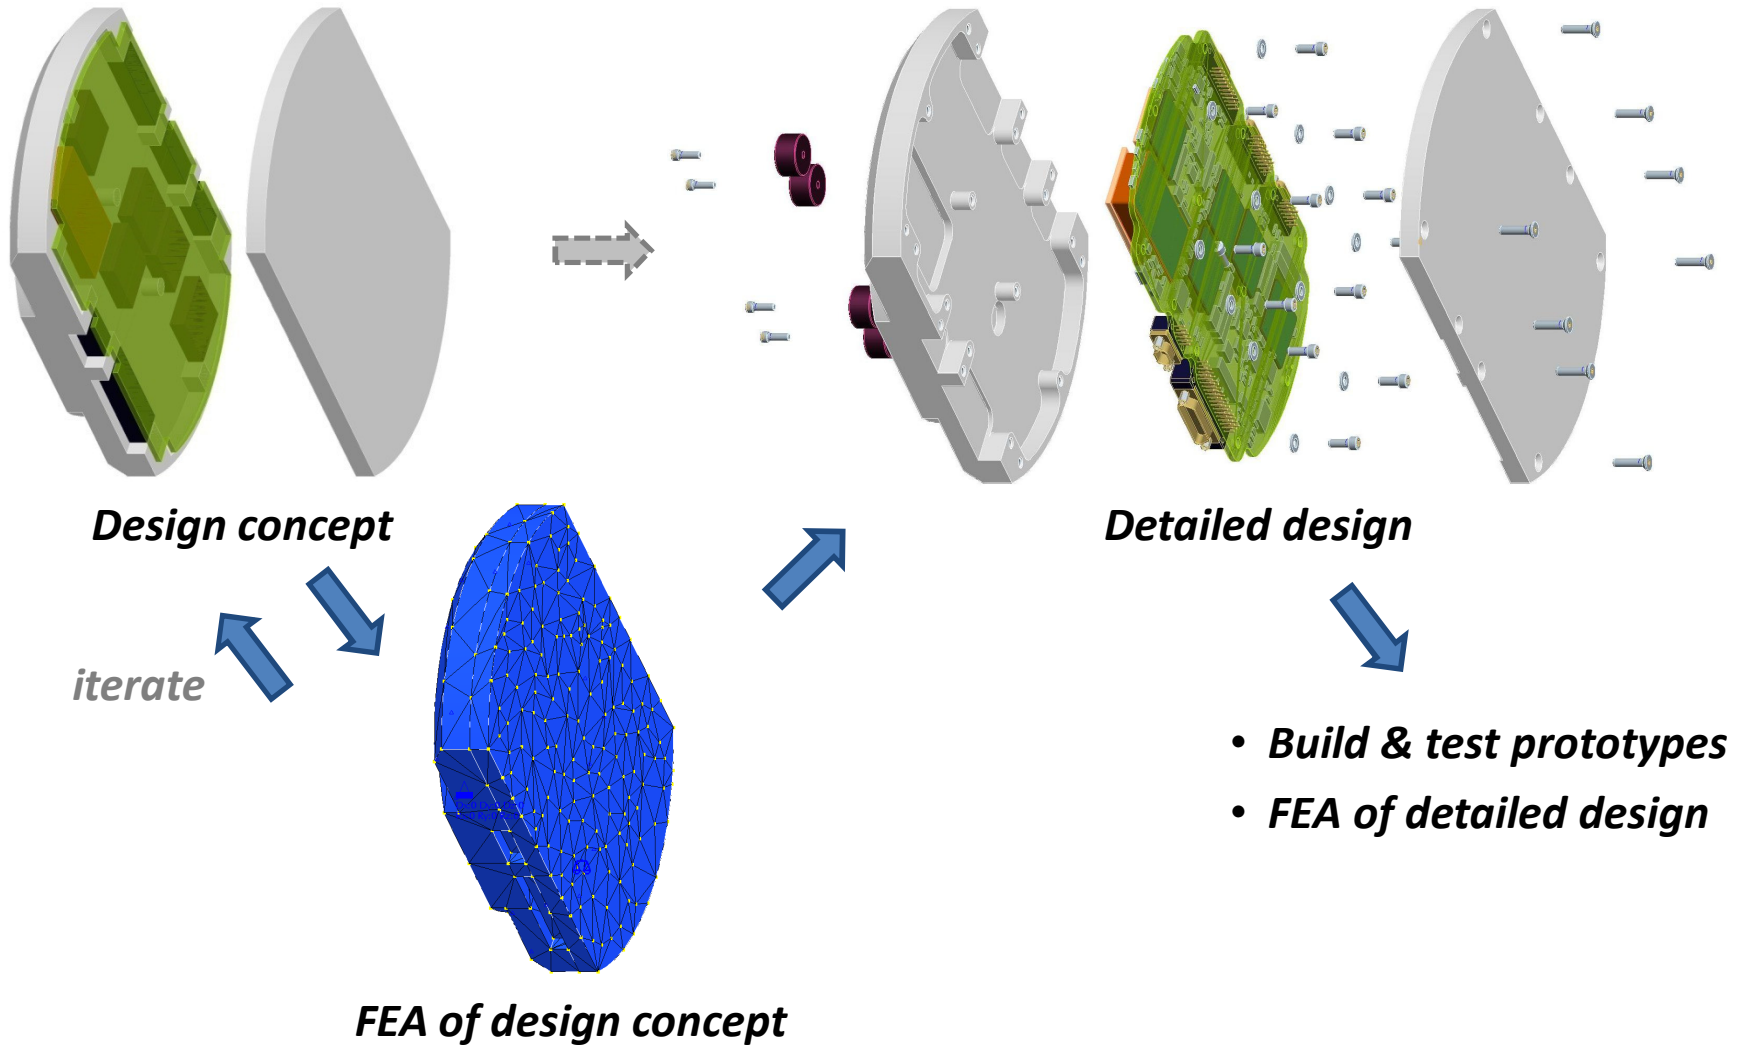 Design concept
Detailed design
iterate
• Build & test prototypes
• FEA of detailed design
FEA of design concept